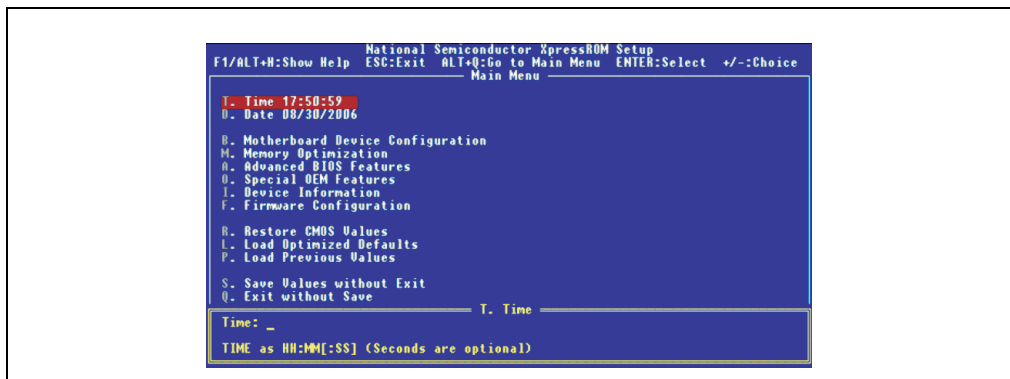 National Semiconductor XpressROM Setup
F1/ALT+H:Show Help ESC:Exit ALT+Q:Go to Main Menu ENTER:Select +/-:Choice
Main Menu
T. Time 17:50:59
D. Date 08/30/2006
B. Motherboard Device Configuration
M. Memory Optimization
A. Advanced BIOS Features
O. Special OEM Features
I. Device Information
F. Firmware Configuration
R. Restore CMOS Values
L. Load Optimized Defaults
P. Load Previous Values
S. Save Values without Exit
Q. Exit without Save
T. Time
Time: _
TIME as HH:MM[:SS] (Seconds are optional)